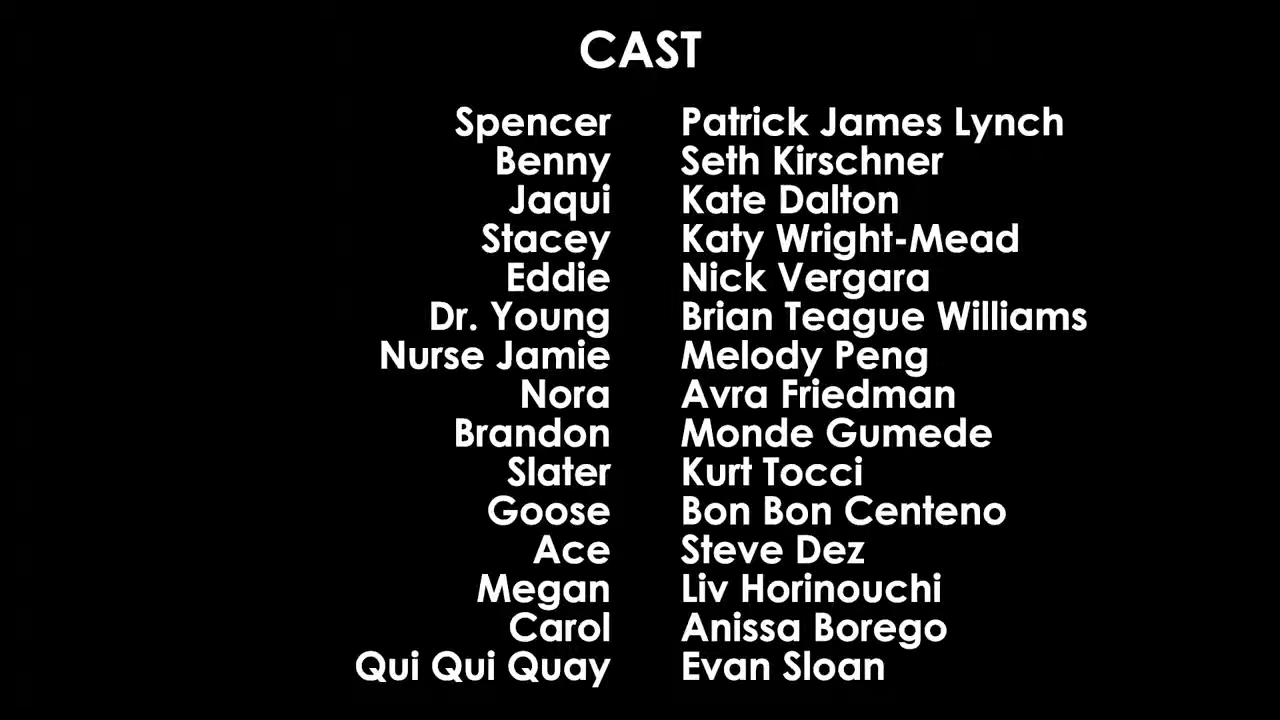 CAST
Spencer Patrick James Lynch
Benny Seth Kirschner
Jaqui Kate Dalton
Stacey Katy Wright-Mead
Eddie Nick Vergara
Dr. Young Brian Teague Williams
Nurse Jamie Melody Peng
Nora Avra Friedman
Brandon Monde Gumede
Slater Kurt Tocci
Goose Bon Bon Centeno
Ace Steve Dez
Megan Liv Horinouchi
Carol Anissa Borego
Qui Qui Quay Evan Sloan